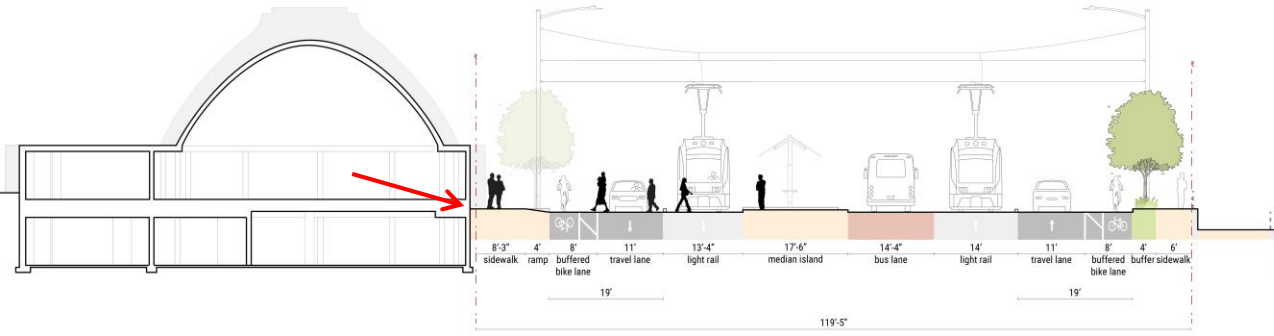 8'-3" 4' 8' 11' 13'-4" 17'-6" 14'-4" 14' 11' 8' 4' 6'
sidewalk ramp buffered travel lane light rail median island bus lane light rail travel lane buffered buffer sidewalk
bike lane bike lane
19' 19'
119'-5"